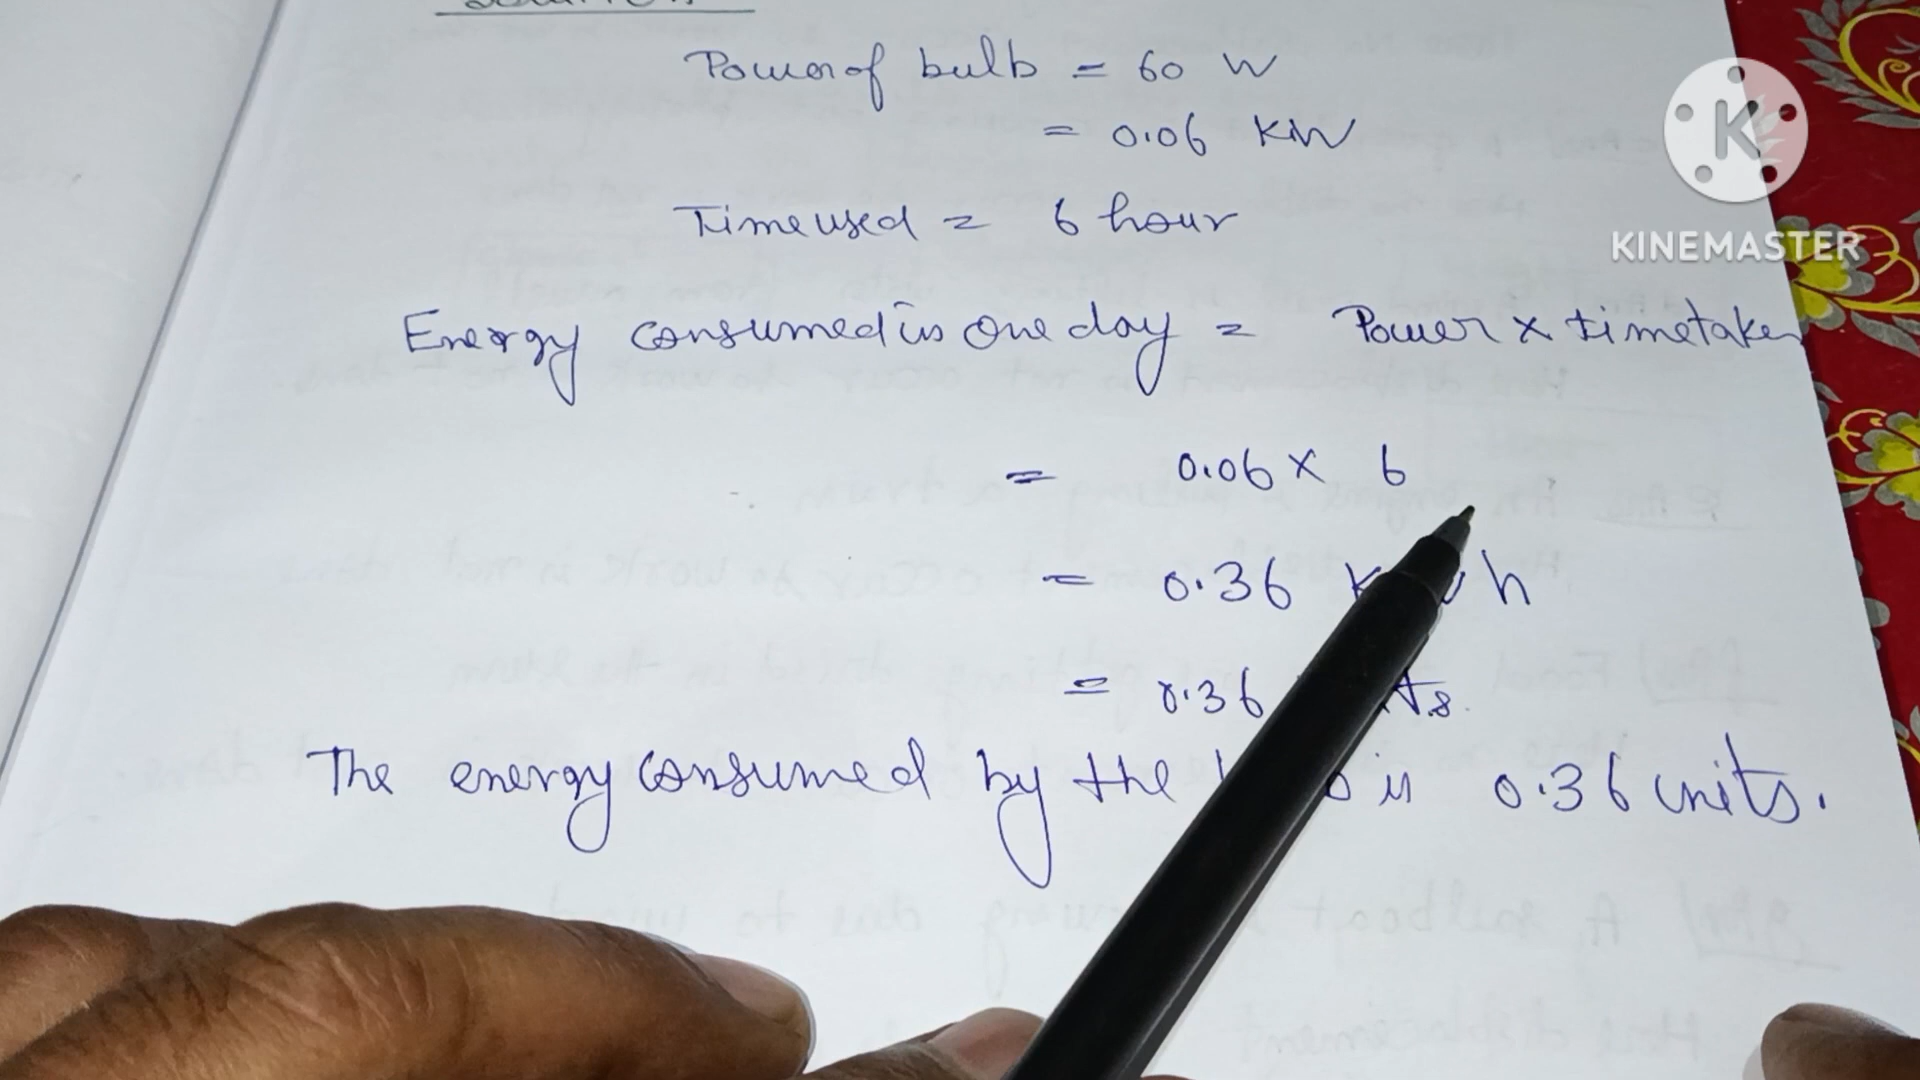 Power of bulb = 60 W
= 0.06 KW
Time used = 6 hour
Energy consumed in One day = Power × time taken
= 0.06 × 6
= 0.36 h
= 0.36
The energy consumed by the is 0.36 units.
K
KINEMASTER